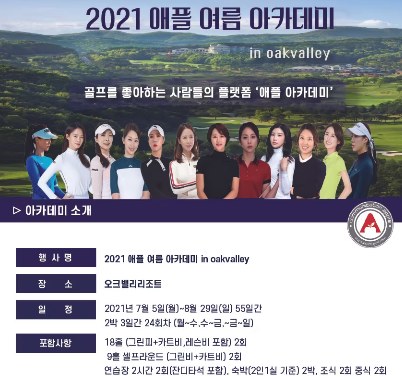 2021 애플 여름 아카데미
in oakvalley
골프를 좋아하는 사람들의 플랫폼 '애플 아카데미'
▷ 아카데미 소개
A
행 사 명 2021 애플 여름 아카데미 in oakvalley
장 소 오크밸리리조트
일 정 2021년 7월 5일(월)~8월 29일(일) 55일간
2박 3일간 24회차 (월~수,수~금,~금~일)
포함사항 18홀 (그린피+카트비,레슨비 포함) 2회
9홀 셀프라운드 (그린비+카트비) 2회
연습장 2시간 2회(잔디타석 포함), 숙박(2인1실 기준) 2박, 조식 2회 중식 2회